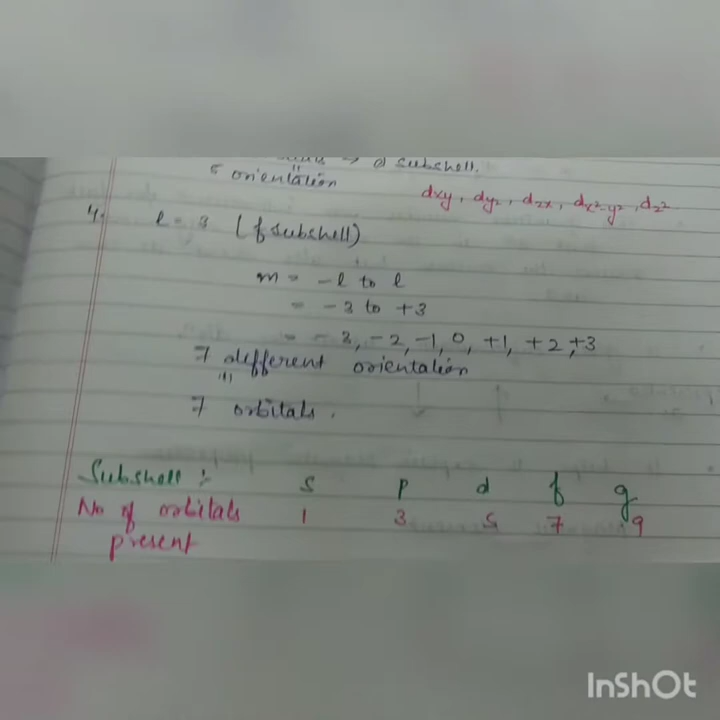 → d subshell.
5 orientation
dxy, dyz, dzx, dx²-y², dz²
4. l = 3 (f subshell)
m = -l to l
= -3 to +3
= -3, -2, -1, 0, +1, +2, +3
7 different orientation
7 orbitals.
Subshell :- s p d f g
No of orbitals 1 3 5 7 9
present
InShOt